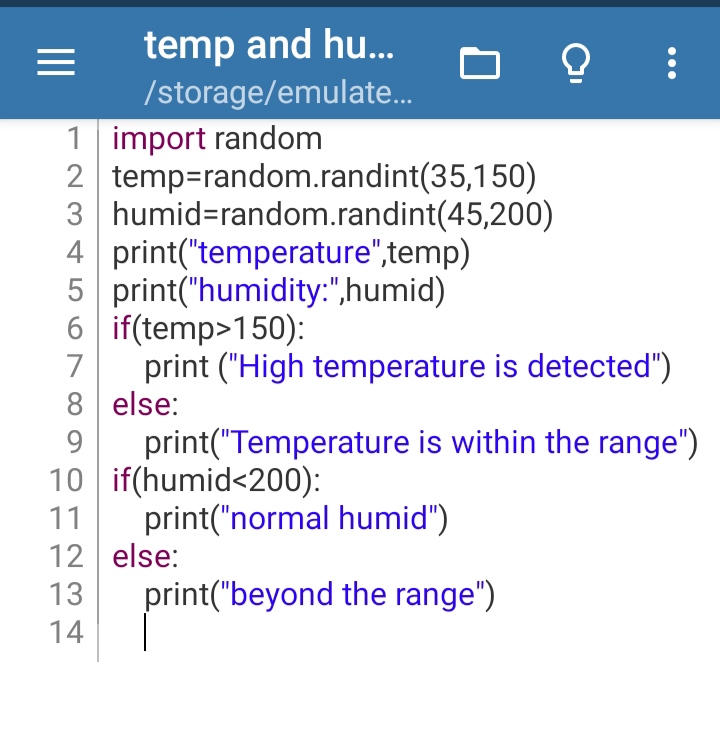 temp and hu...
/storage/emulate...
1 import random
2 temp=random.randint(35,150)
3 humid=random.randint(45,200)
4 print("temperature",temp)
5 print("humidity:",humid)
6 if(temp>150):
7     print ("High temperature is detected")
8 else:
9     print("Temperature is within the range")
10 if(humid<200):
11     print("normal humid")
12 else:
13     print("beyond the range")
14